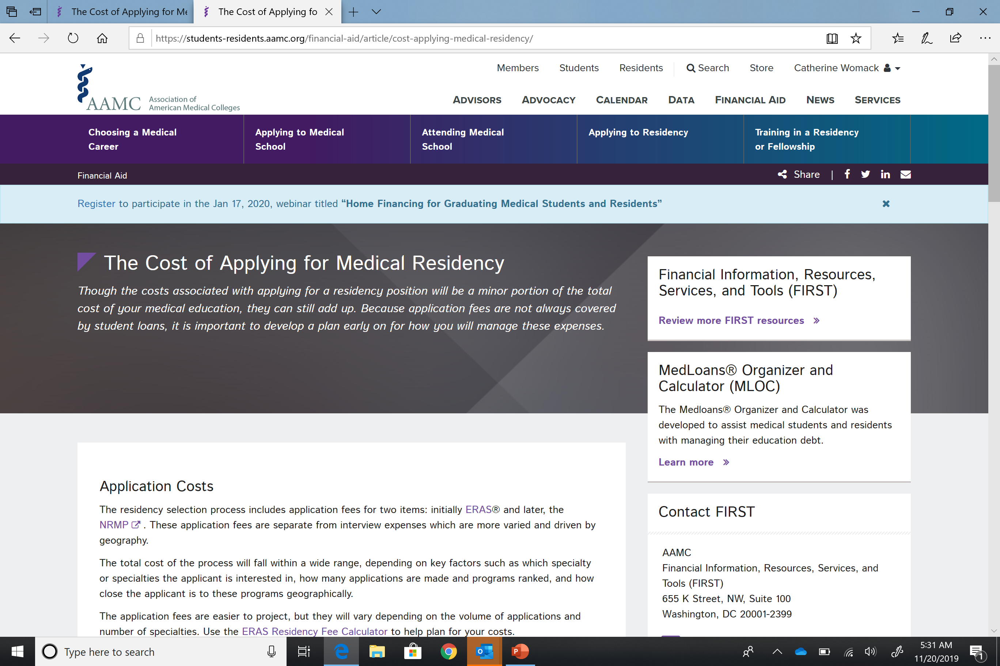 The Cost of Applying for Me
The Cost of Applying fo
https://students-residents.aamc.org/financial-aid/article/cost-applying-medical-residency/
Members Students Residents Search Store Catherine Womack
AAMC Association of
American Medical Colleges
ADVISORS ADVOCACY CALENDAR DATA FINANCIAL AID NEWS SERVICES
Choosing a Medical
Career
Applying to Medical
School
Attending Medical
School
Applying to Residency
Training in a Residency
or Fellowship
Financial Aid
Share |
Register to participate in the Jan 17, 2020, webinar titled “Home Financing for Graduating Medical Students and Residents”
The Cost of Applying for Medical Residency
Though the costs associated with applying for a residency position will be a minor portion of the total
cost of your medical education, they can still add up. Because application fees are not always covered
by student loans, it is important to develop a plan early on for how you will manage these expenses.
Financial Information, Resources,
Services, and Tools (FIRST)
Review more FIRST resources »
MedLoans® Organizer and
Calculator (MLOC)
The Medloans® Organizer and Calculator was
developed to assist medical students and residents
with managing their education debt.
Learn more »
Application Costs
The residency selection process includes application fees for two items: initially ERAS® and later, the
NRMP . These application fees are separate from interview expenses which are more varied and driven by
geography.
The total cost of the process will fall within a wide range, depending on key factors such as which specialty
or specialties the applicant is interested in, how many applications are made and programs ranked, and how
close the applicant is to these programs geographically.
The application fees are easier to project, but they will vary depending on the volume of applications and
number of specialties. Use the ERAS Residency Fee Calculator to help plan for your costs.
Contact FIRST
AAMC
Financial Information, Resources, Services, and
Tools (FIRST)
655 K Street, NW, Suite 100
Washington, DC 20001-2399
Type here to search
5:31 AM
11/20/2019
1